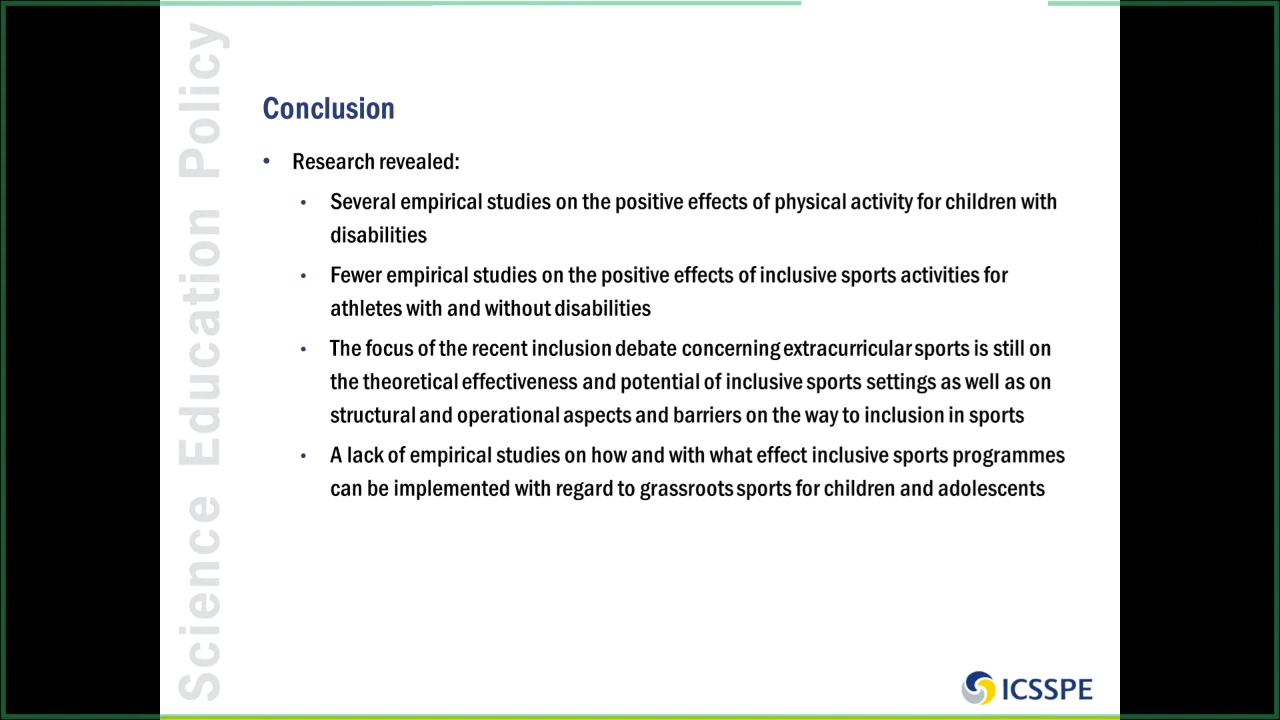 Science Education Policy
Conclusion
• Research revealed:
• Several empirical studies on the positive effects of physical activity for children with
disabilities
• Fewer empirical studies on the positive effects of inclusive sports activities for
athletes with and without disabilities
• The focus of the recent inclusion debate concerning extracurricular sports is still on
the theoretical effectiveness and potential of inclusive sports settings as well as on
structural and operational aspects and barriers on the way to inclusion in sports
• A lack of empirical studies on how and with what effect inclusive sports programmes
can be implemented with regard to grassroots sports for children and adolescents
ICSSPE